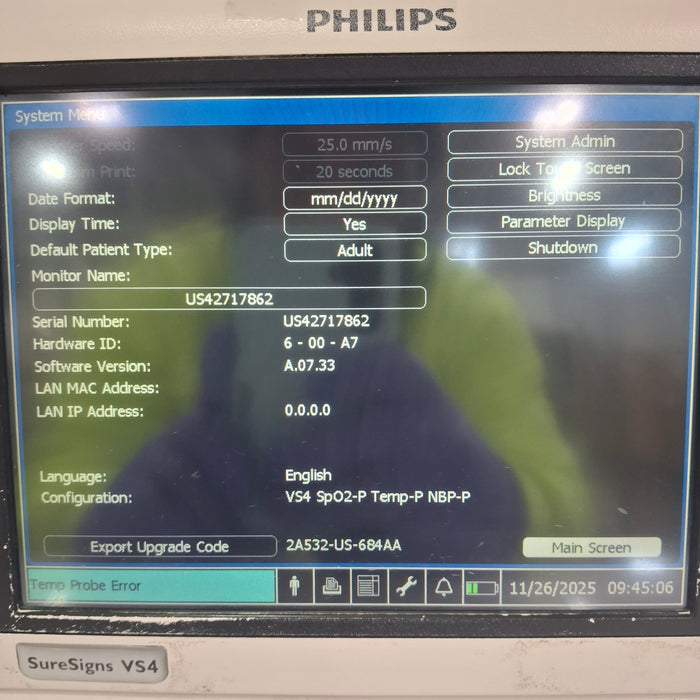 PHILIPS
System Menu
Speed: 25.0 mm/s System Admin
Print: 20 seconds Lock Touch Screen
Date Format: mm/dd/yyyy Brightness
Display Time: Yes Parameter Display
Default Patient Type: Adult Shutdown
Monitor Name:
US42717862
Serial Number: US42717862
Hardware ID: 6 - 00 - A7
Software Version: A.07.33
LAN MAC Address:
LAN IP Address: 0.0.0.0
Language: English
Configuration: VS4 SpO2-P Temp-P NBP-P
Export Upgrade Code 2A532-US-684AA Main Screen
Temp Probe Error 11/26/2025 09:45:06
SureSigns VS4